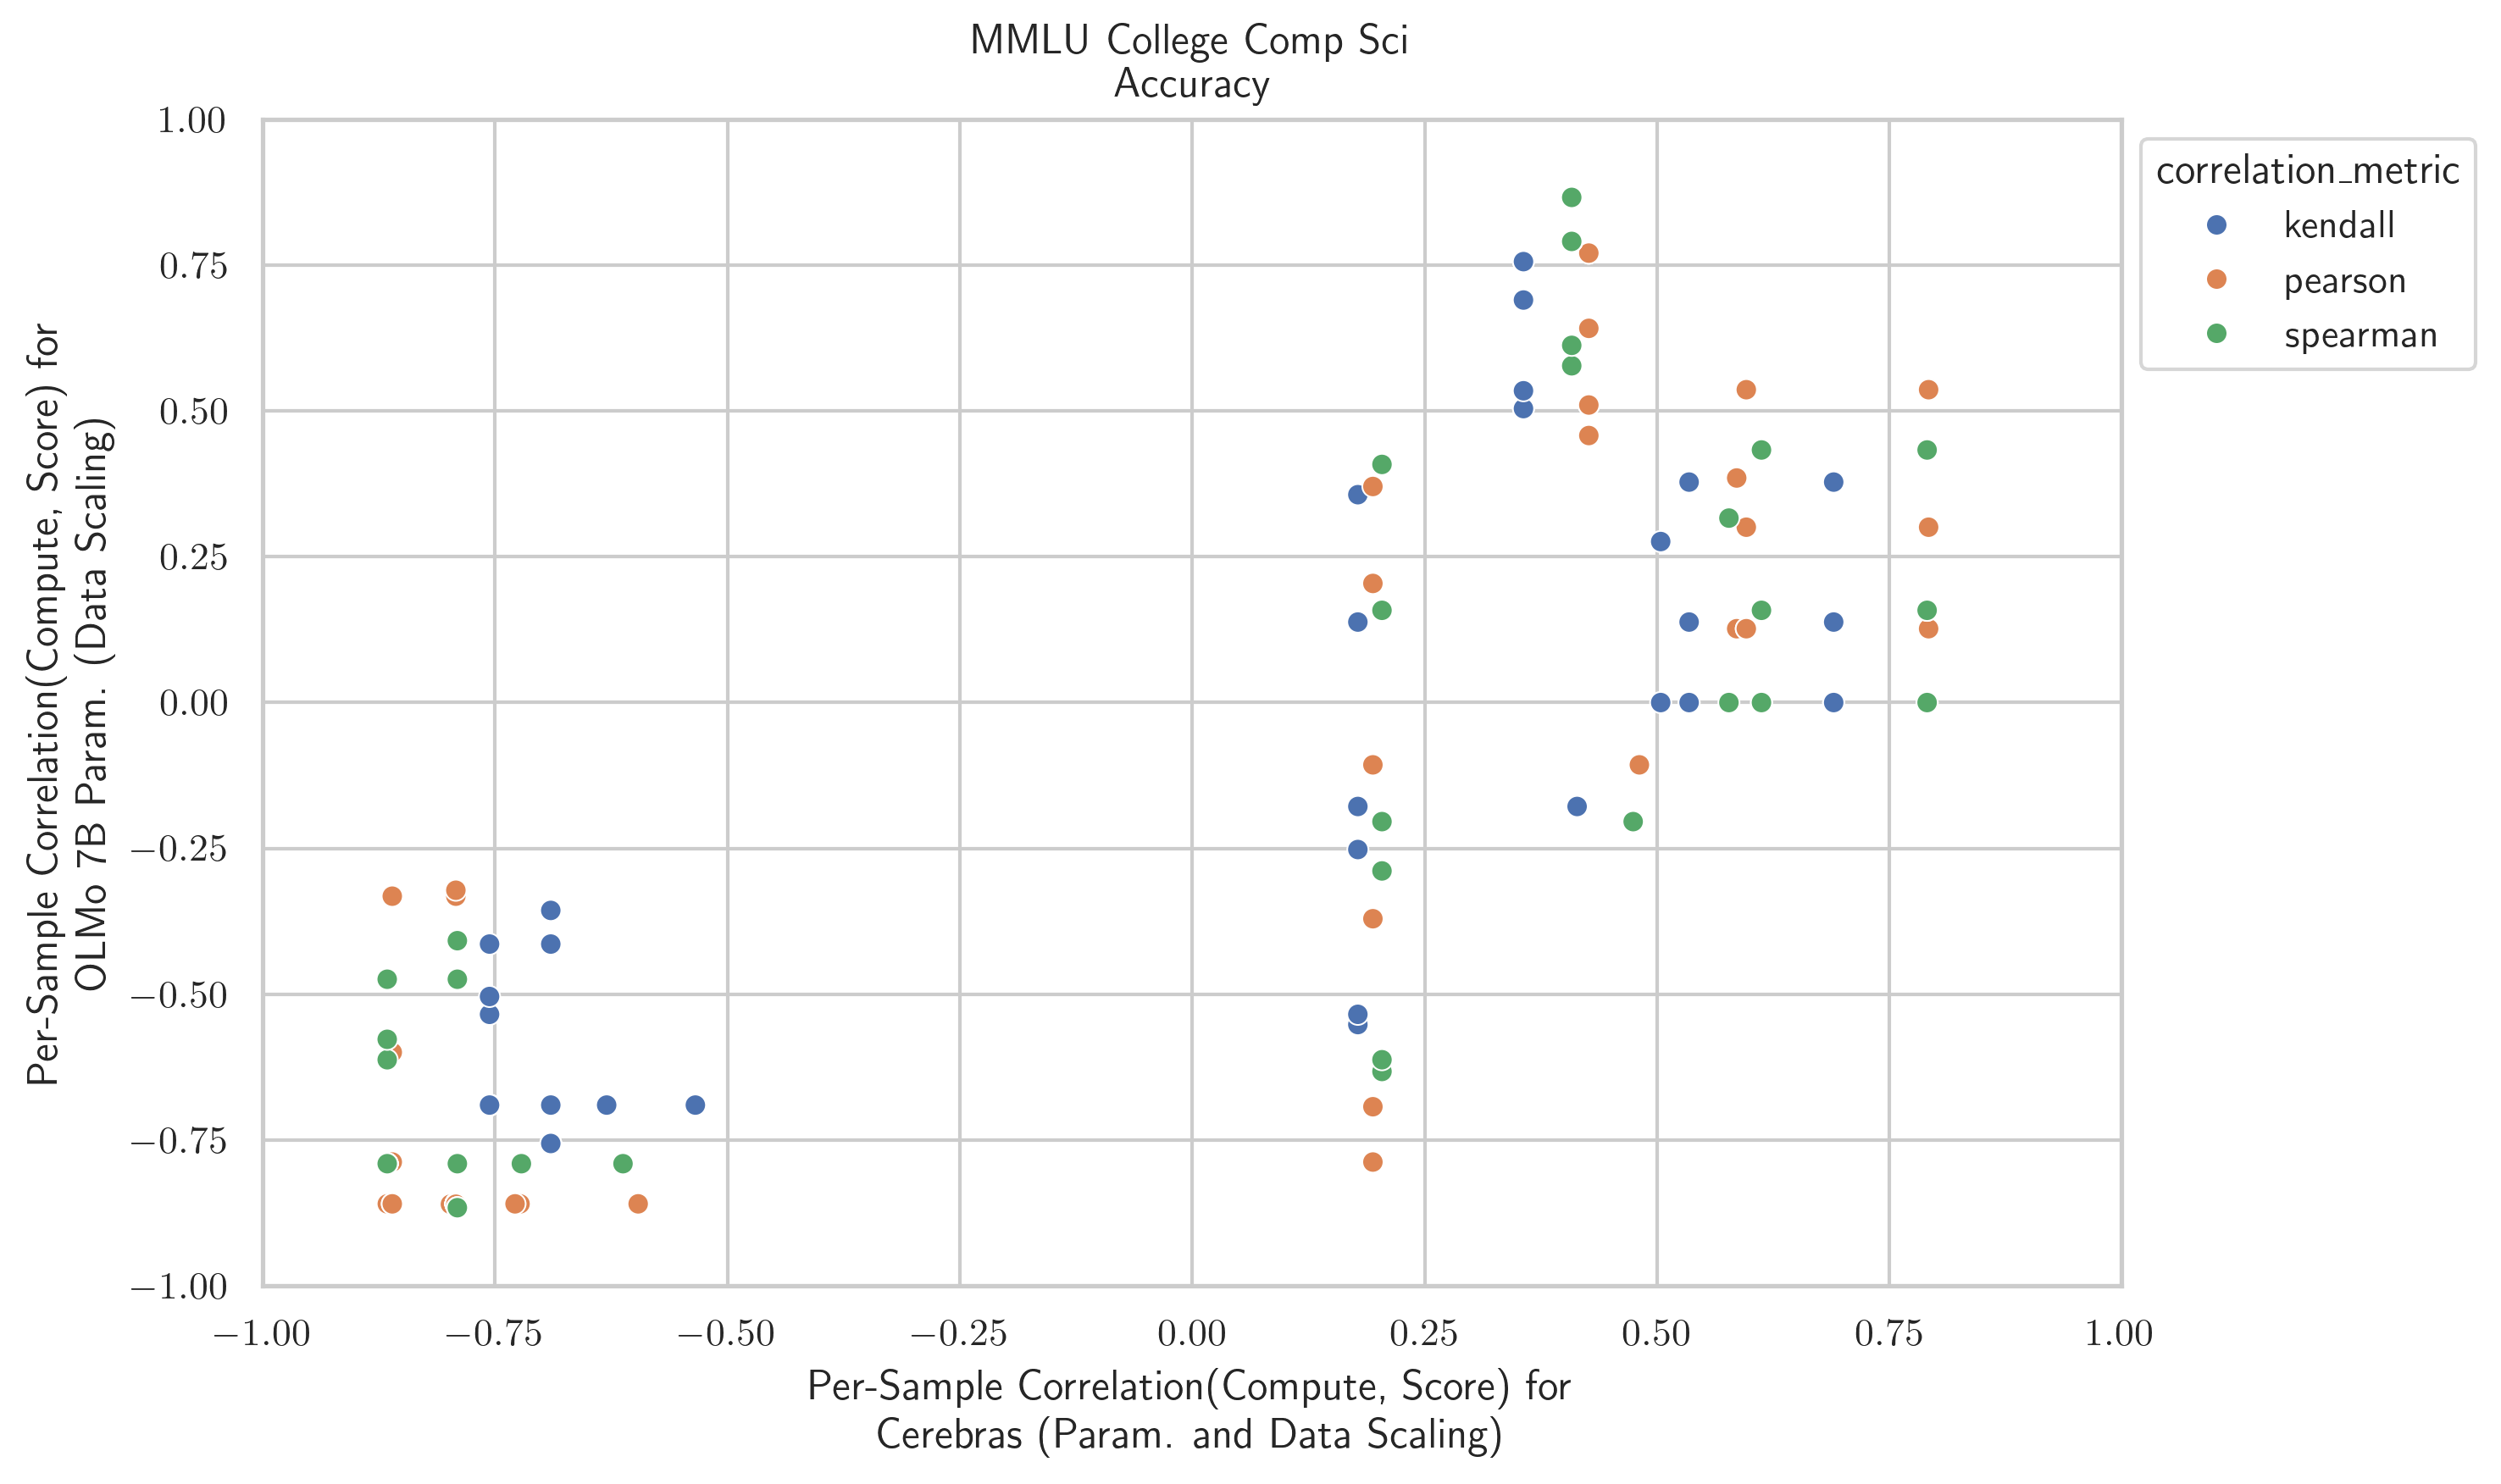 MMLU College Comp Sci
Accuracy
1.00
0.75
0.50
0.25
0.00
−0.25
−0.50
−0.75
−1.00
Per-Sample Correlation(Compute, Score) for
OLMo 7B Param. (Data Scaling)
correlation_metric
kendall
pearson
spearman
−1.00 −0.75 −0.50 −0.25 0.00 0.25 0.50 0.75 1.00
Per-Sample Correlation(Compute, Score) for
Cerebras (Param. and Data Scaling)